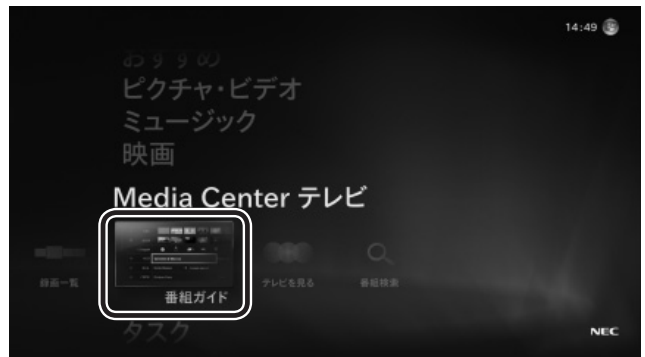 14:49
おすすめ
ピクチャ・ビデオ
ミュージック
映画
Media Center テレビ
録画一覧
番組ガイド
テレビを見る
番組検索
タスク
NEC